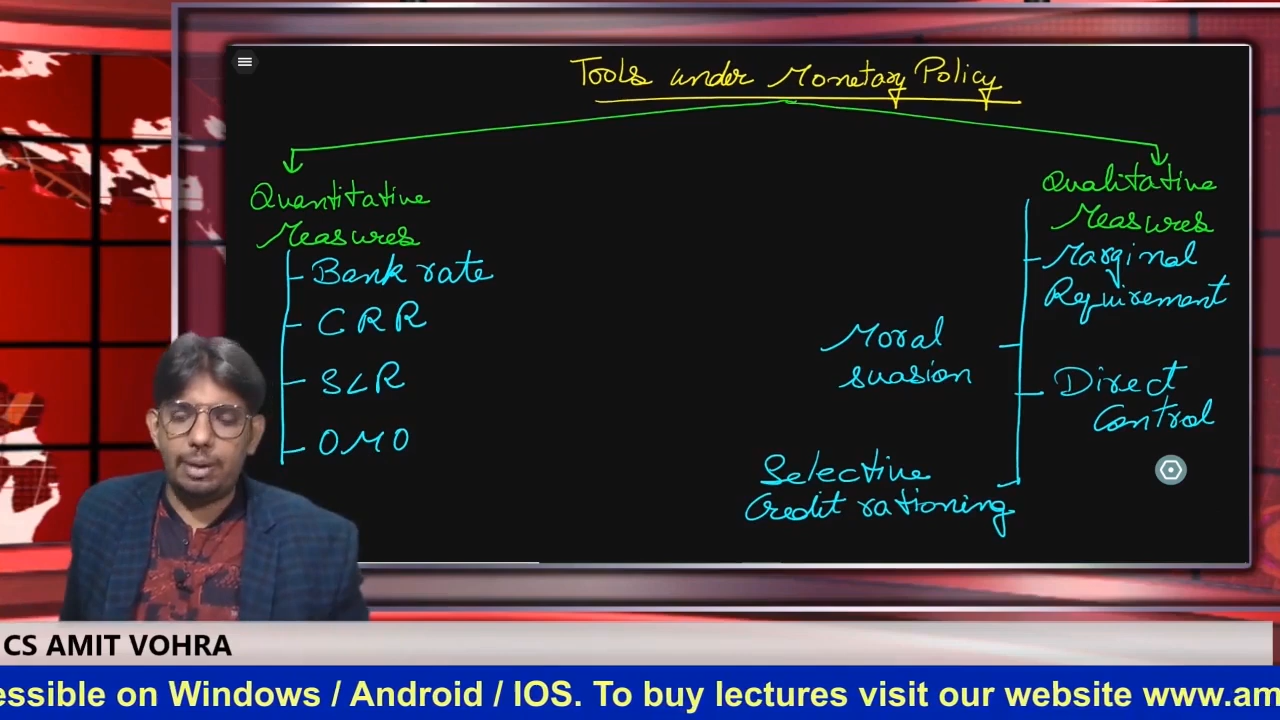 Tools under Monetary Policy
Quantitative
Measures
Bank rate
CRR
SLR
OMO
Qualitative
Measures
Marginal
Requirement
Moral
suasion
Direct
Control
Selective
Credit rationing
CS AMIT VOHRA
essible on Windows / Android / IOS. To buy lectures visit our website www.am